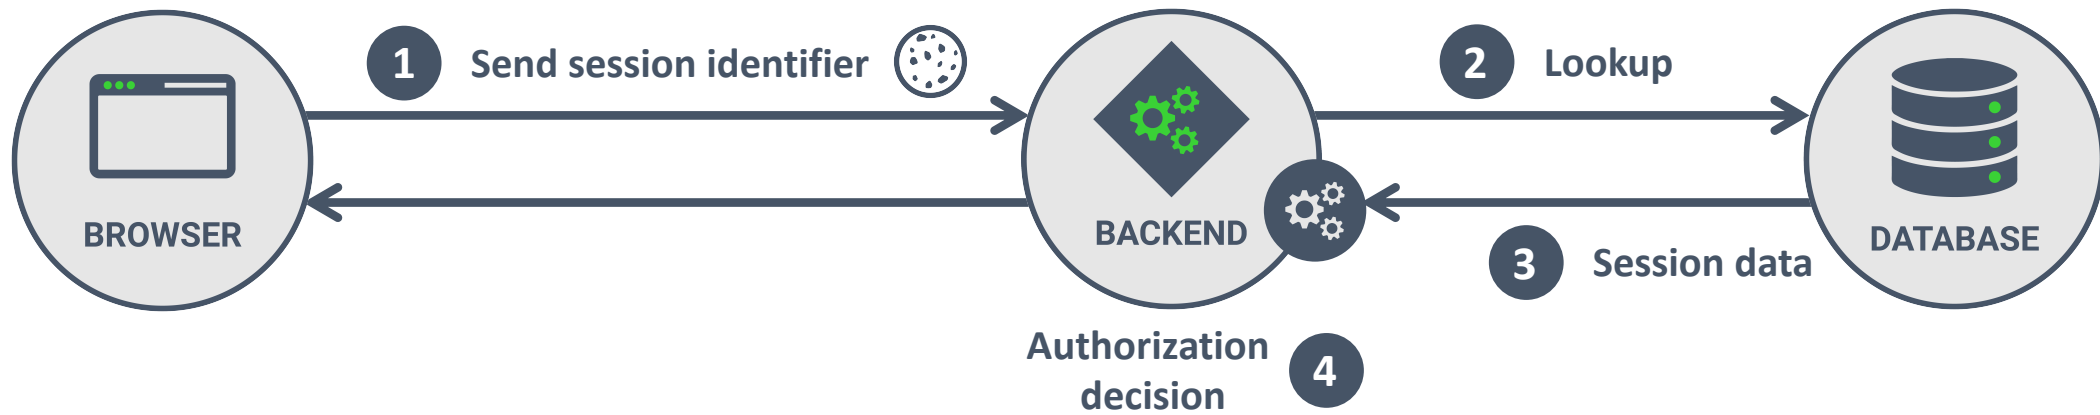 1 Send session identifier
2 Lookup
BROWSER
BACKEND
DATABASE
3 Session data
Authorization
decision
4